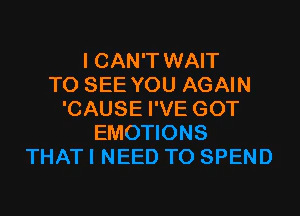 I CAN'T WAIT
TO SEE YOU AGAIN
'CAUSE I'VE GOT
EMOTIONS
THAT I NEED TO SPEND